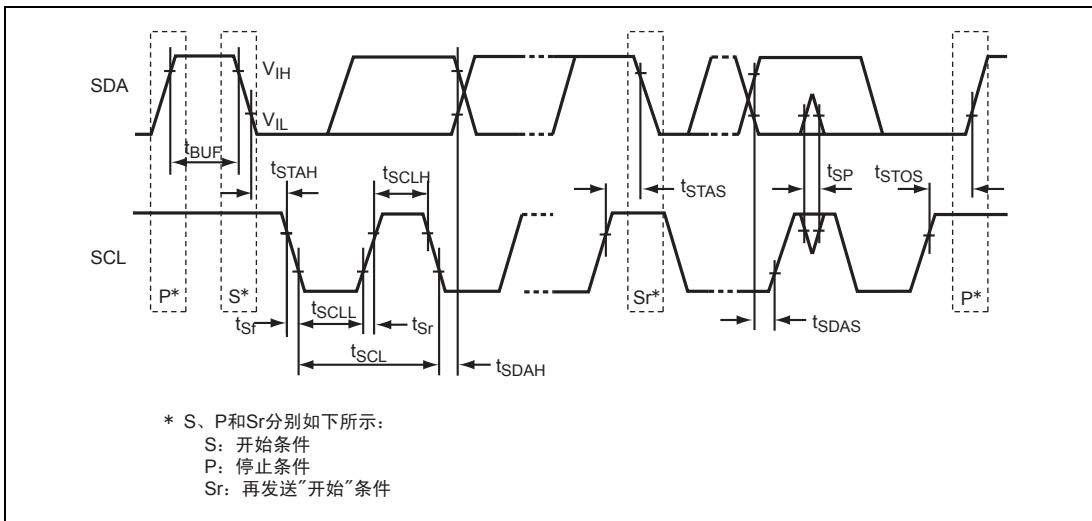 SDA
VIH
VIL
tBUF
tSTAH
tSCLH
tSTAS
tSP
tSTOS
SCL
P*
S*
Sr*
P*
tSf
tSCLL
tSr
tSCL
tSDAH
tSDAS
* S、P和Sr分别如下所示:
S:开始条件
P:停止条件
Sr:再发送"开始"条件